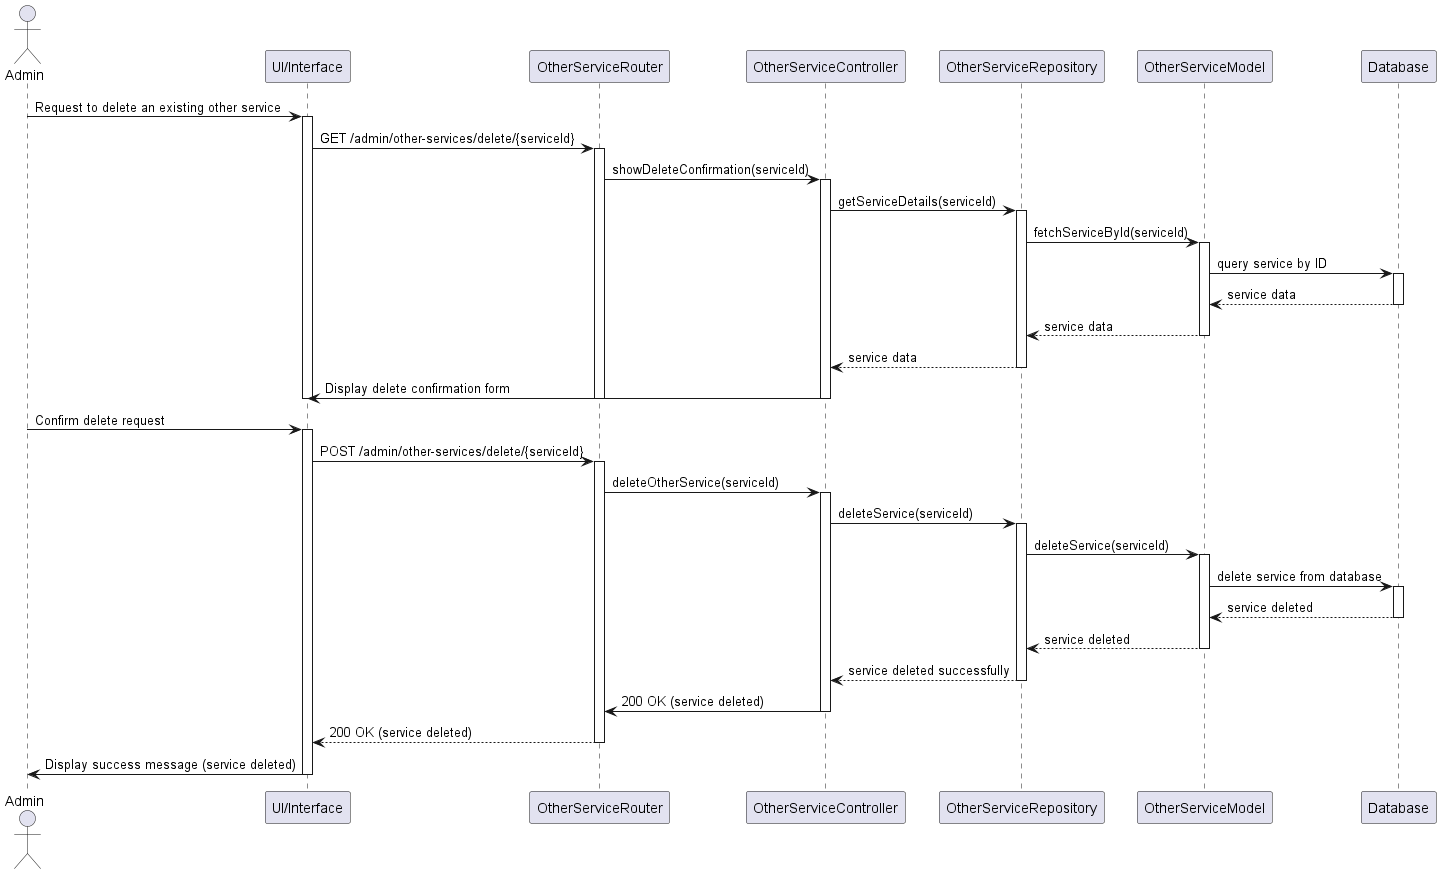 Admin
UI/Interface
OtherServiceRouter
OtherServiceController
OtherServiceRepository
OtherServiceModel
Database
Request to delete an existing other service
GET /admin/other-services/delete/{serviceId}
showDeleteConfirmation(serviceId)
getServiceDetails(serviceId)
fetchServiceById(serviceId)
query service by ID
service data
service data
service data
Display delete confirmation form
Confirm delete request
POST /admin/other-services/delete/{serviceId}
deleteOtherService(serviceId)
deleteService(serviceId)
deleteService(serviceId)
delete service from database
service deleted
service deleted
service deleted successfully
200 OK (service deleted)
200 OK (service deleted)
Display success message (service deleted)
Admin
UI/Interface
OtherServiceRouter
OtherServiceController
OtherServiceRepository
OtherServiceModel
Database